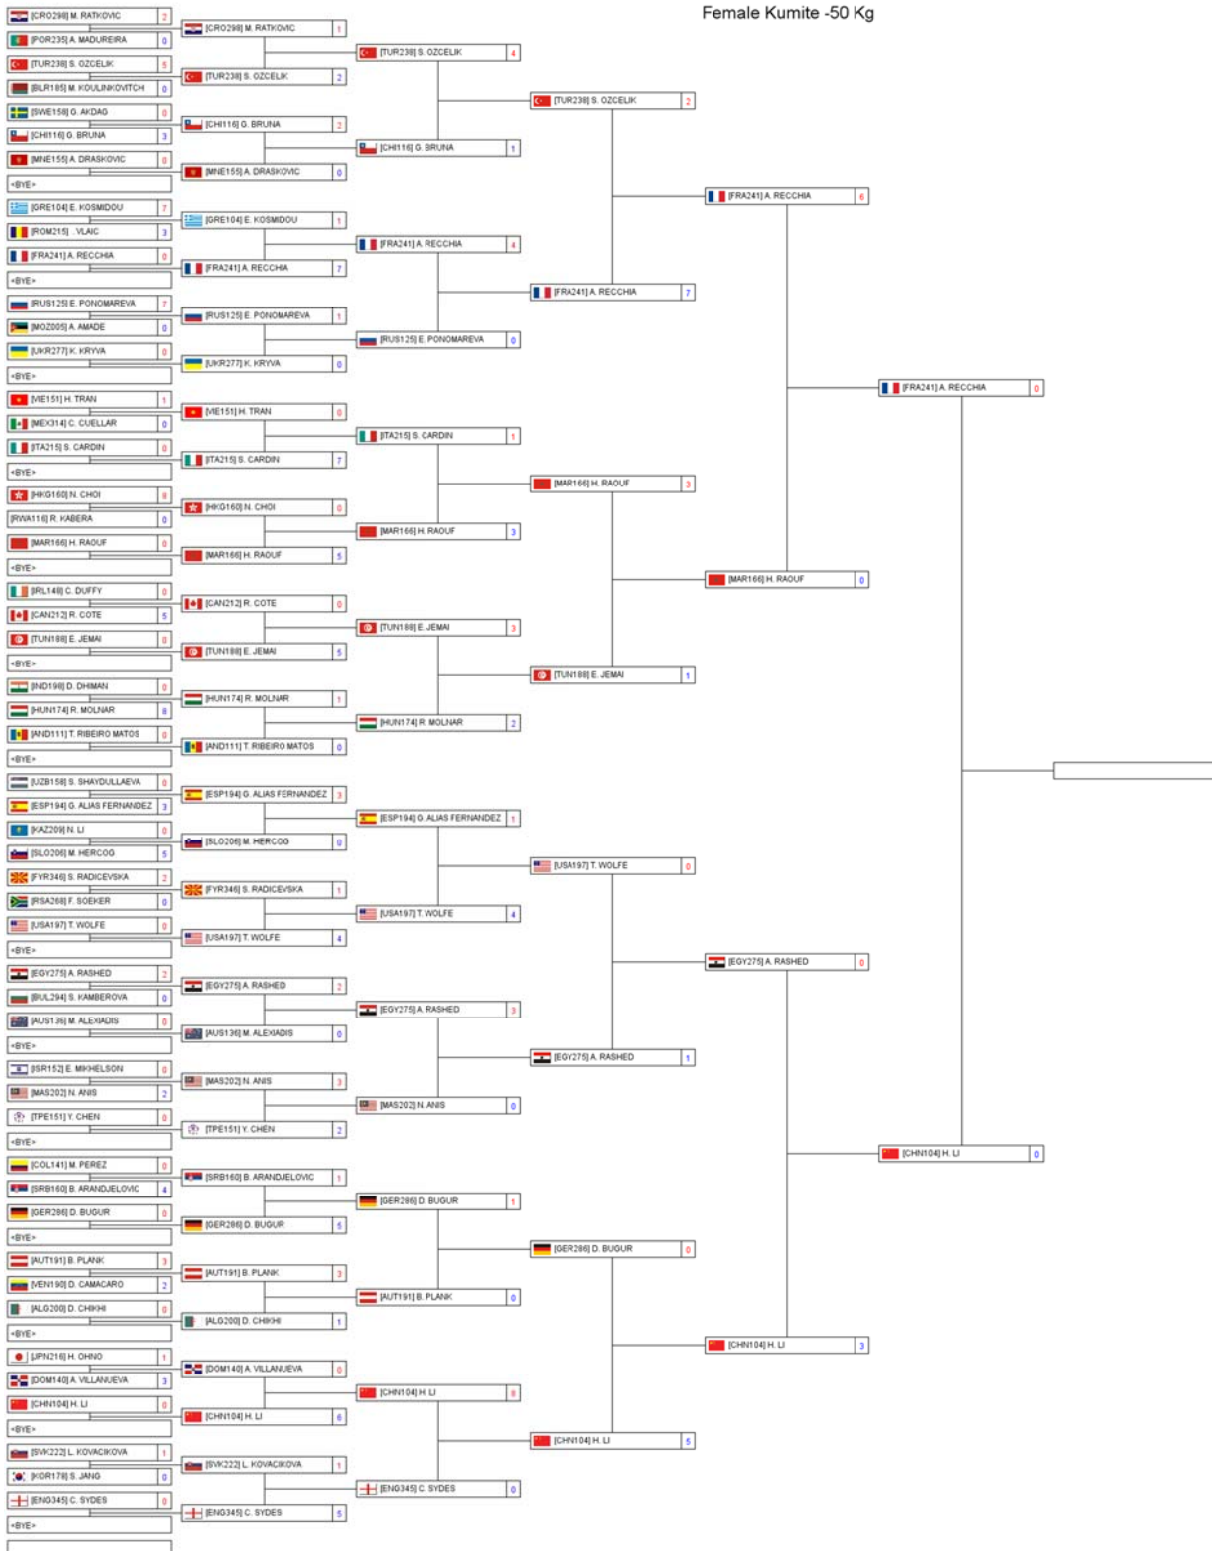 Female Kumite -50 Kg
[CRO298] M. RATKOVIC 2
[POR235] A. MADUREIRA 0
[TUR238] S. OZCELIK 5
[BLR185] M. KOULINKOVITCH 0
[SWE158] G. AKDAG 0
[CHI116] G. BRUNA 3
[MNE155] A. DRASKOVIC 0
<BYE>
[GRE104] E. KOSMIDOU 7
[ROM215] . VLAIC 3
[FRA241] A. RECCHIA 0
<BYE>
[RUS125] E. PONOMAREVA 7
[MOZ005] A. AMADE 0
[UKR277] K. KRYVA 0
<BYE>
[VIE151] H. TRAN 1
[MEX314] C. CUELLAR 0
[ITA215] S. CARDIN 0
<BYE>
[HKG160] N. CHOI 8
[RWA116] R. KABERA 0
[MAR166] H. RAOUF 0
<BYE>
[IRL148] C. DUFFY 0
[CAN212] R. COTE 5
[TUN188] E. JEMAI 0
<BYE>
[IND198] D. DHIMAN 0
[HUN174] R. MOLNAR 8
[AND111] T. RIBEIRO MATOS 0
<BYE>
[UZB158] S. SHAYDULLAEVA 0
[ESP194] G. ALIAS FERNANDEZ 3
[KAZ209] N. LI 0
[SLO206] M. HERCOG 5
[FYR346] S. RADICEVSKA 2
[RSA268] F. SOEKER 0
[USA197] T. WOLFE 0
<BYE>
[EGY275] A. RASHED 2
[BUL294] S. KAMBEROVA 0
[AUS136] M. ALEXIADIS 0
<BYE>
[ISR152] E. MIKHELSON 0
[MAS202] N. ANIS 2
[TPE151] Y. CHEN 0
<BYE>
[COL141] M. PEREZ 0
[SRB160] B. ARANDJELOVIC 4
[GER286] D. BUGUR 0
<BYE>
[AUT191] B. PLANK 3
[VEN190] D. CAMACARO 2
[ALG200] D. CHIKHI 0
<BYE>
[JPN216] H. OHNO 1
[DOM140] A. VILLANUEVA 3
[CHN104] H. LI 0
<BYE>
[SVK222] L. KOVACIKOVA 1
[KOR178] S. JANG 0
[ENG345] C. SYDES 0
<BYE>
[CRO298] M. RATKOVIC 1
[TUR238] S. OZCELIK 2
[CHI116] G. BRUNA 2
[MNE155] A. DRASKOVIC 0
[GRE104] E. KOSMIDOU 1
[FRA241] A. RECCHIA 7
[RUS125] E. PONOMAREVA 1
[UKR277] K. KRYVA 0
[VIE151] H. TRAN 0
[ITA215] S. CARDIN 7
[HKG160] N. CHOI 0
[MAR166] H. RAOUF 5
[CAN212] R. COTE 0
[TUN188] E. JEMAI 5
[HUN174] R. MOLNAR 1
[AND111] T. RIBEIRO MATOS 0
[ESP194] G. ALIAS FERNANDEZ 3
[SLO206] M. HERCOG 0
[FYR346] S. RADICEVSKA 1
[USA197] T. WOLFE 4
[EGY275] A. RASHED 2
[AUS136] M. ALEXIADIS 0
[MAS202] N. ANIS 3
[TPE151] Y. CHEN 2
[SRB160] B. ARANDJELOVIC 1
[GER286] D. BUGUR 5
[AUT191] B. PLANK 3
[ALG200] D. CHIKHI 1
[DOM140] A. VILLANUEVA 0
[CHN104] H. LI 6
[SVK222] L. KOVACIKOVA 1
[ENG345] C. SYDES 5
[TUR238] S. OZCELIK 4
[CHI116] G. BRUNA 1
[FRA241] A. RECCHIA 4
[RUS125] E. PONOMAREVA 0
[ITA215] S. CARDIN 1
[MAR166] H. RAOUF 3
[TUN188] E. JEMAI 3
[HUN174] R. MOLNAR 2
[ESP194] G. ALIAS FERNANDEZ 1
[USA197] T. WOLFE 4
[EGY275] A. RASHED 3
[MAS202] N. ANIS 0
[GER286] D. BUGUR 1
[AUT191] B. PLANK 0
[CHN104] H. LI 8
[ENG345] C. SYDES 0
[TUR238] S. OZCELIK 2
[FRA241] A. RECCHIA 7
[MAR166] H. RAOUF 3
[TUN188] E. JEMAI 1
[USA197] T. WOLFE 0
[EGY275] A. RASHED 1
[GER286] D. BUGUR 0
[CHN104] H. LI 5
[FRA241] A. RECCHIA 6
[MAR166] H. RAOUF 0
[EGY275] A. RASHED 0
[CHN104] H. LI 3
[FRA241] A. RECCHIA 0
[CHN104] H. LI 0